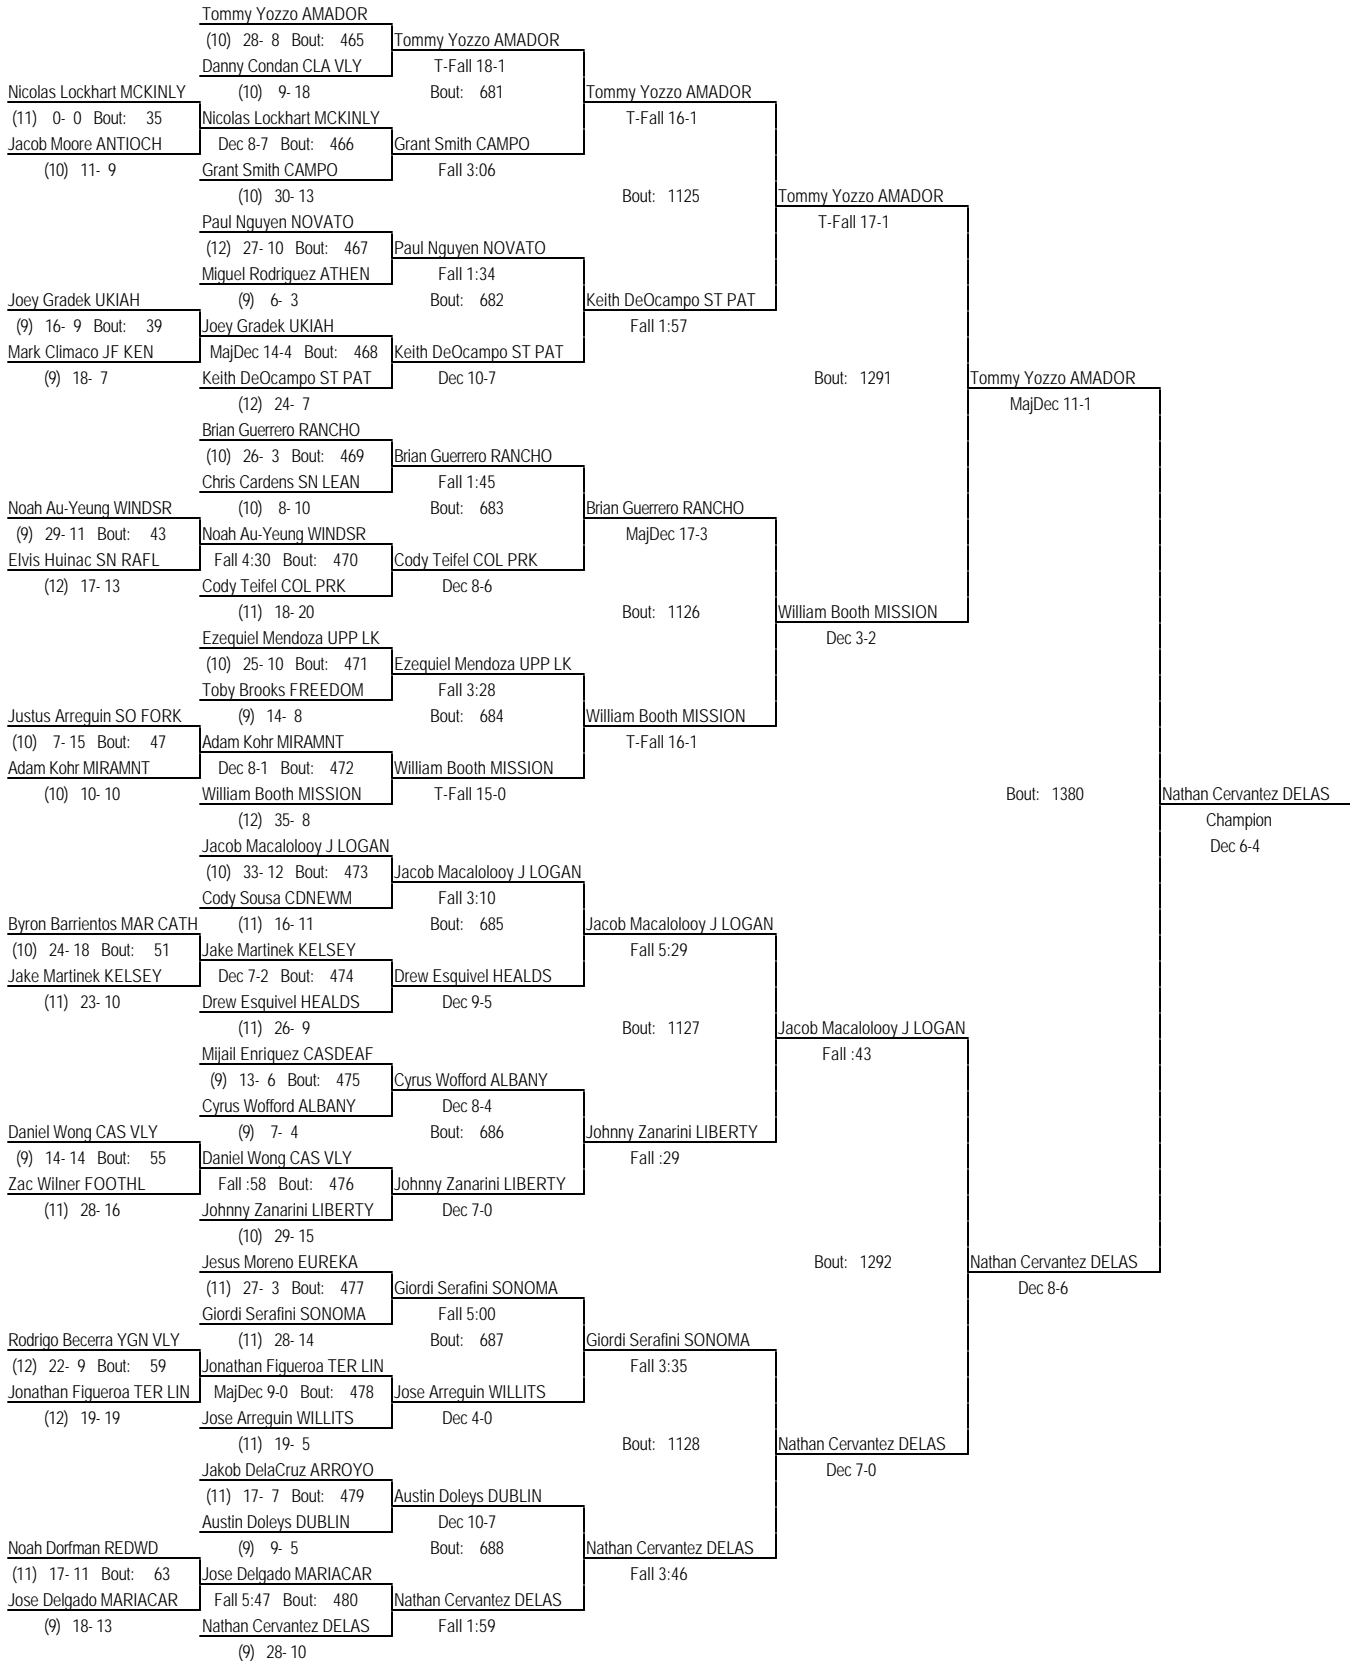 Tommy Yozzo AMADOR
(10) 28- 8 Bout: 465 Tommy Yozzo AMADOR
Danny Condan CLA VLY T-Fall 18-1
Nicolas Lockhart MCKINLY (10) 9- 18 Bout: 681 Tommy Yozzo AMADOR
(11) 0- 0 Bout: 35 Nicolas Lockhart MCKINLY T-Fall 16-1
Jacob Moore ANTIOCH Dec 8-7 Bout: 466 Grant Smith CAMPO
(10) 11- 9 Grant Smith CAMPO Fall 3:06
(10) 30- 13 Bout: 1125 Tommy Yozzo AMADOR
Paul Nguyen NOVATO T-Fall 17-1
(12) 27- 10 Bout: 467 Paul Nguyen NOVATO
Miguel Rodriguez ATHEN Fall 1:34
Joey Gradek UKIAH (9) 6- 3 Bout: 682 Keith DeOcampo ST PAT
(9) 16- 9 Bout: 39 Joey Gradek UKIAH Fall 1:57
Mark Climaco JF KEN MajDec 14-4 Bout: 468 Keith DeOcampo ST PAT
(9) 18- 7 Keith DeOcampo ST PAT Dec 10-7 Bout: 1291 Tommy Yozzo AMADOR
(12) 24- 7 MajDec 11-1
Brian Guerrero RANCHO
(10) 26- 3 Bout: 469 Brian Guerrero RANCHO
Chris Cardens SN LEAN Fall 1:45
Noah Au-Yeung WINDSR (10) 8- 10 Bout: 683 Brian Guerrero RANCHO
(9) 29- 11 Bout: 43 Noah Au-Yeung WINDSR MajDec 17-3
Elvis Huinac SN RAFL Fall 4:30 Bout: 470 Cody Teifel COL PRK
(12) 17- 13 Cody Teifel COL PRK Dec 8-6
(11) 18- 20 Bout: 1126 William Booth MISSION
Ezequiel Mendoza UPP LK Dec 3-2
(10) 25- 10 Bout: 471 Ezequiel Mendoza UPP LK
Toby Brooks FREEDOM Fall 3:28
Justus Arreguin SO FORK (9) 14- 8 Bout: 684 William Booth MISSION
(10) 7- 15 Bout: 47 Adam Kohr MIRAMNT T-Fall 16-1
Adam Kohr MIRAMNT Dec 8-1 Bout: 472 William Booth MISSION
(10) 10- 10 William Booth MISSION T-Fall 15-0 Bout: 1380 Nathan Cervantez DELAS
(12) 35- 8 Champion
Jacob Macalolooy J LOGAN Dec 6-4
(10) 33- 12 Bout: 473 Jacob Macalolooy J LOGAN
Cody Sousa CDNEWM Fall 3:10
Byron Barrientos MAR CATH (11) 16- 11 Bout: 685 Jacob Macalolooy J LOGAN
(10) 24- 18 Bout: 51 Jake Martinek KELSEY Fall 5:29
Jake Martinek KELSEY Dec 7-2 Bout: 474 Drew Esquivel HEALDS
(11) 23- 10 Drew Esquivel HEALDS Dec 9-5
(11) 26- 9 Bout: 1127 Jacob Macalolooy J LOGAN
Mijail Enriquez CASDEAF Fall :43
(9) 13- 6 Bout: 475 Cyrus Wofford ALBANY
Cyrus Wofford ALBANY Dec 8-4
Daniel Wong CAS VLY (9) 7- 4 Bout: 686 Johnny Zanarini LIBERTY
(9) 14- 14 Bout: 55 Daniel Wong CAS VLY Fall :29
Zac Wilner FOOTHL Fall :58 Bout: 476 Johnny Zanarini LIBERTY
(11) 28- 16 Johnny Zanarini LIBERTY Dec 7-0
(10) 29- 15
Jesus Moreno EUREKA Bout: 1292 Nathan Cervantez DELAS
(11) 27- 3 Bout: 477 Giordi Serafini SONOMA Dec 8-6
Giordi Serafini SONOMA Fall 5:00
Rodrigo Becerra YGN VLY (11) 28- 14 Bout: 687 Giordi Serafini SONOMA
(12) 22- 9 Bout: 59 Jonathan Figueroa TER LIN Fall 3:35
Jonathan Figueroa TER LIN MajDec 9-0 Bout: 478 Jose Arreguin WILLITS
(12) 19- 19 Jose Arreguin WILLITS Dec 4-0
(11) 19- 5 Bout: 1128 Nathan Cervantez DELAS
Jakob DelaCruz ARROYO Dec 7-0
(11) 17- 7 Bout: 479 Austin Doleys DUBLIN
Austin Doleys DUBLIN Dec 10-7
Noah Dorfman REDWD (9) 9- 5 Bout: 688 Nathan Cervantez DELAS
(11) 17- 11 Bout: 63 Jose Delgado MARIACAR Fall 3:46
Jose Delgado MARIACAR Fall 5:47 Bout: 480 Nathan Cervantez DELAS
(9) 18- 13 Nathan Cervantez DELAS Fall 1:59
(9) 28- 10